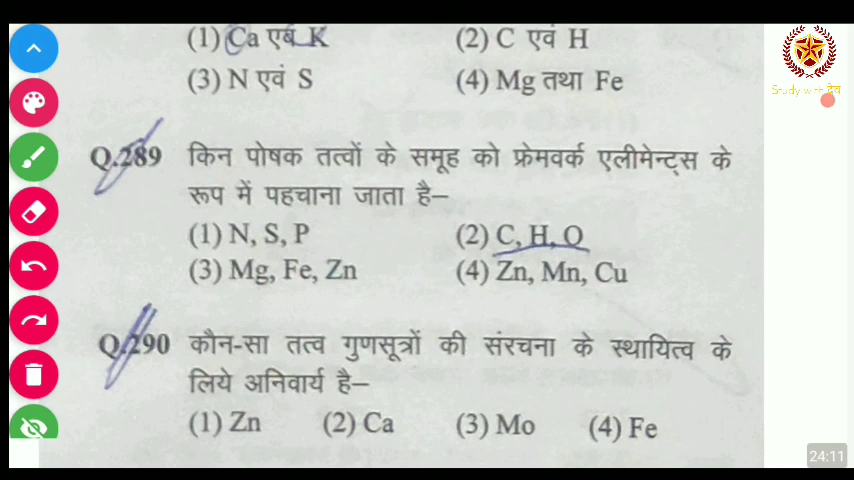 (1) Ca एवं K (2) C एवं H
(3) N एवं S (4) Mg तथा Fe
Study with देव
Q.289 किन पोषक तत्वों के समूह को फ्रेमवर्क एलीमेन्ट्स के
रूप में पहचाना जाता है–
(1) N, S, P (2) C, H, O
(3) Mg, Fe, Zn (4) Zn, Mn, Cu
Q.290 कौन-सा तत्व गुणसूत्रों की संरचना के स्थायित्व के
लिये अनिवार्य है–
(1) Zn (2) Ca (3) Mo (4) Fe
24:11